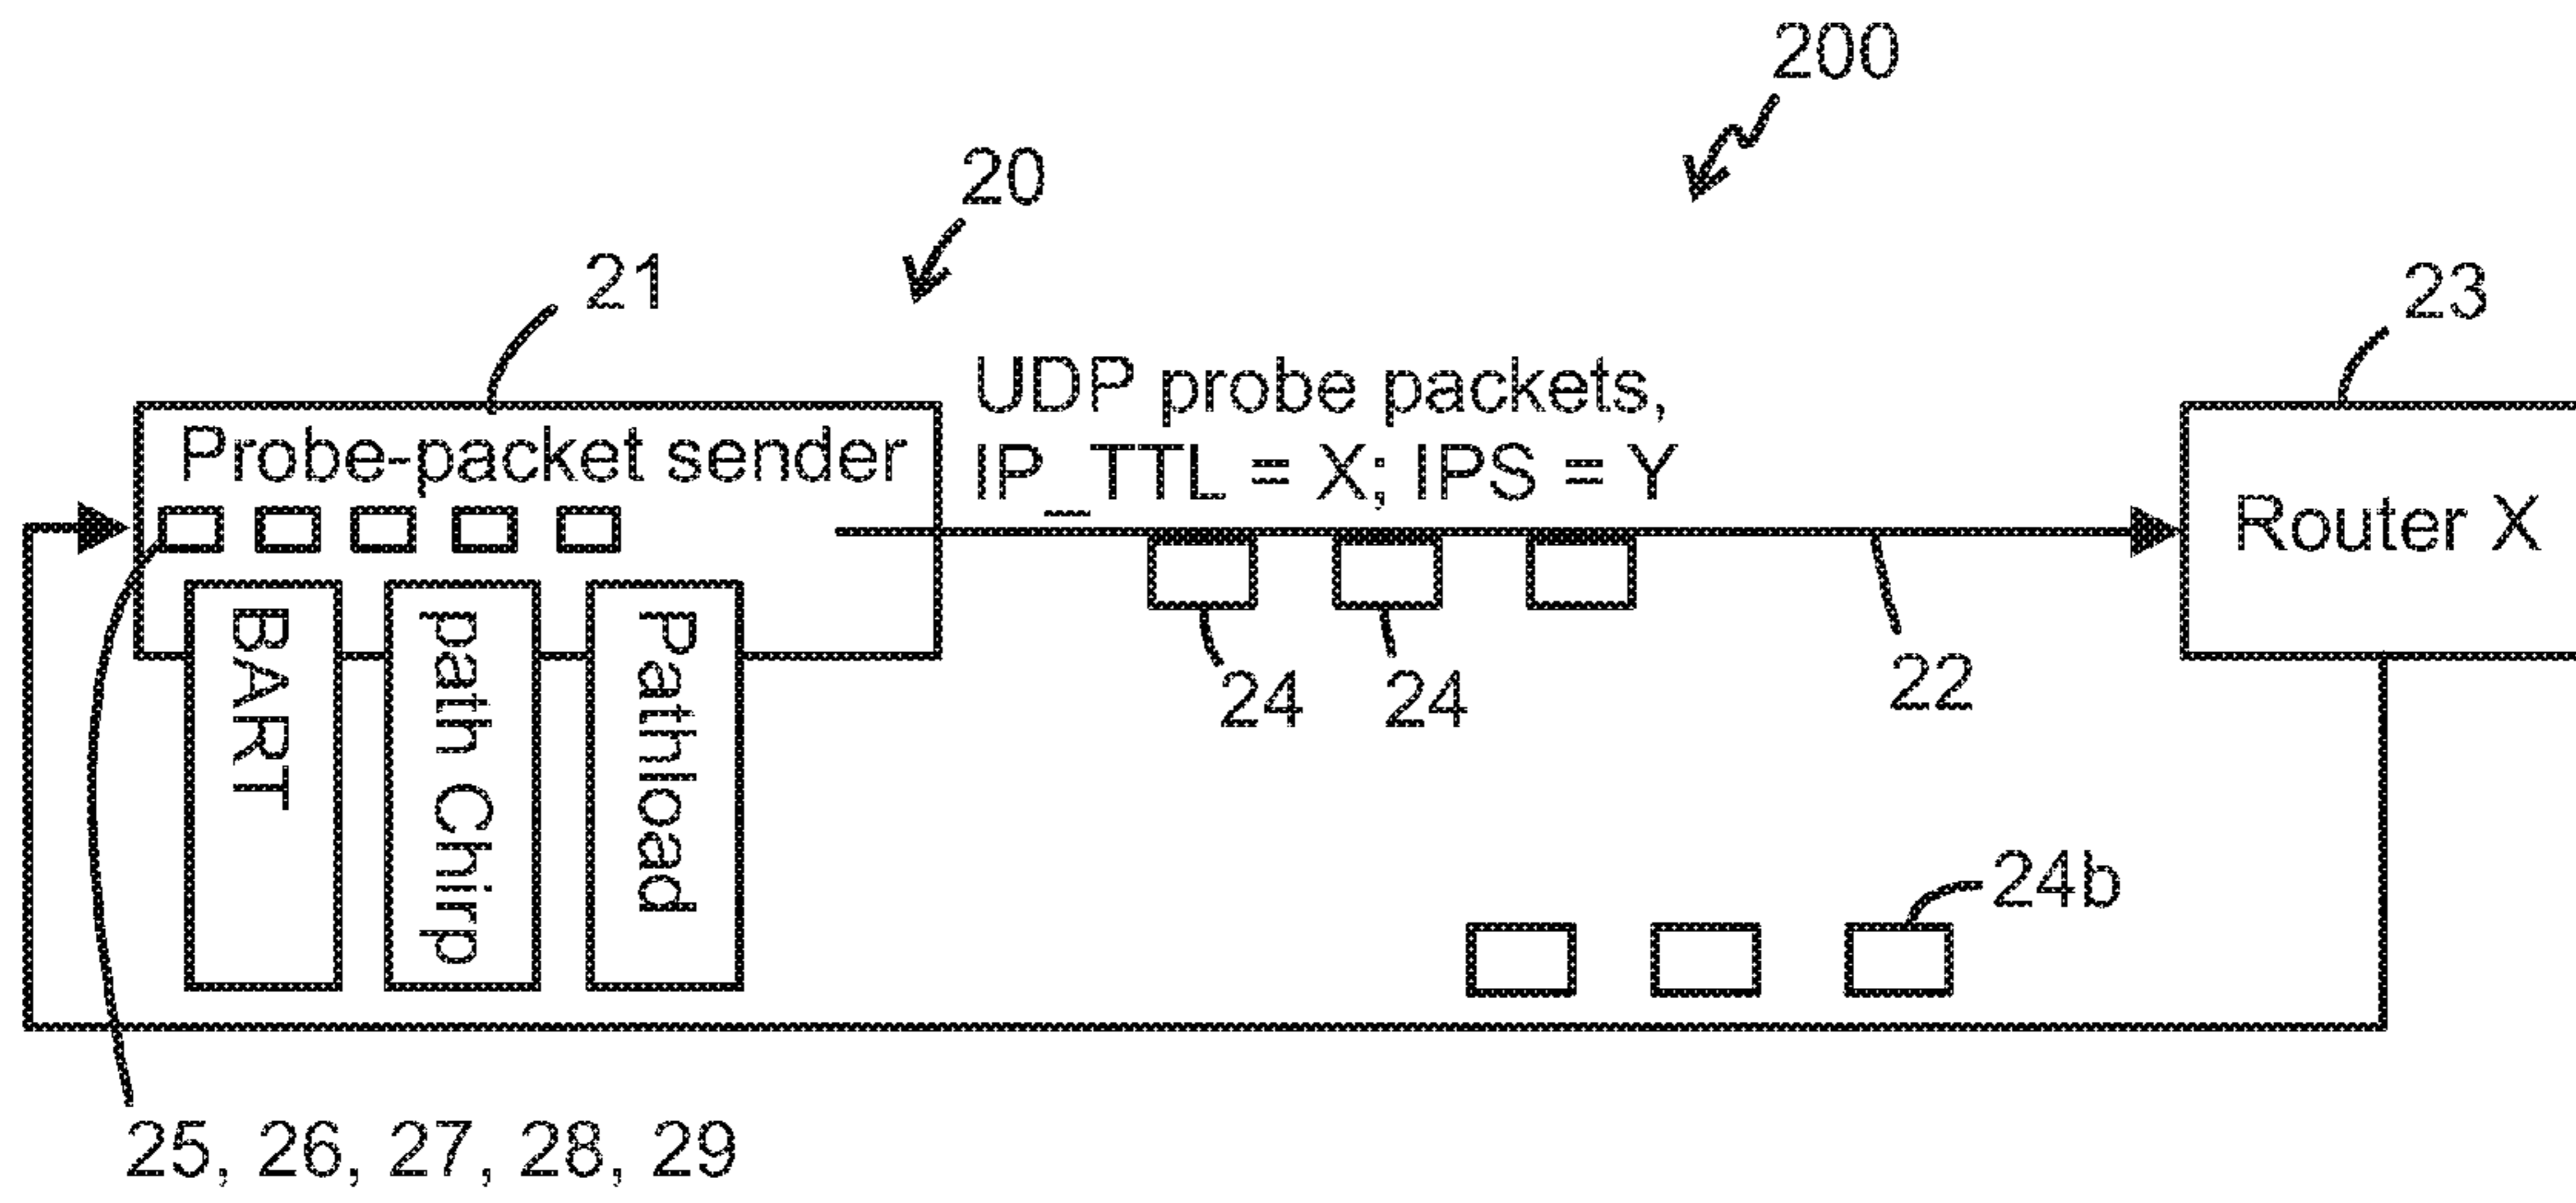 200
20
21
23
UDP probe packets,
IP_TTL = X; IPS = Y
Probe-packet sender
Router X
BART
path Chirp
Pathload
24
24
22
24b
25, 26, 27, 28, 29